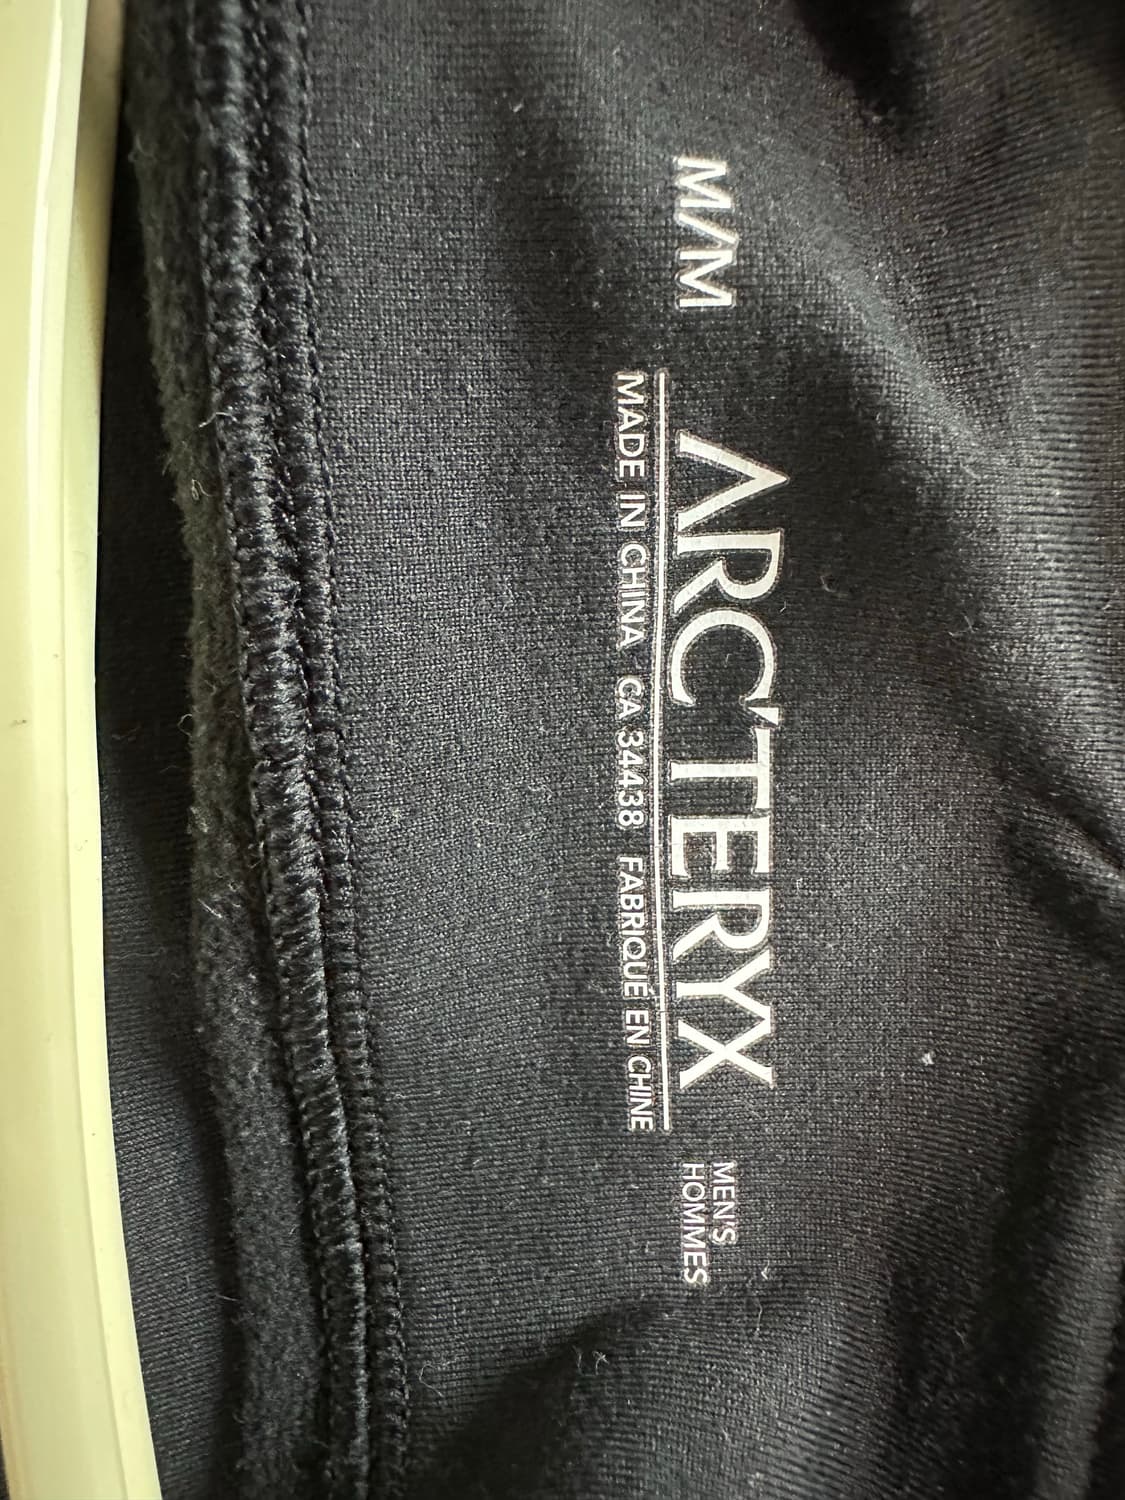 M/M
ARC'TERYX
MADE IN CHINA CA 34438 FABRIQUÉ EN CHINE
MEN'S
HOMMES